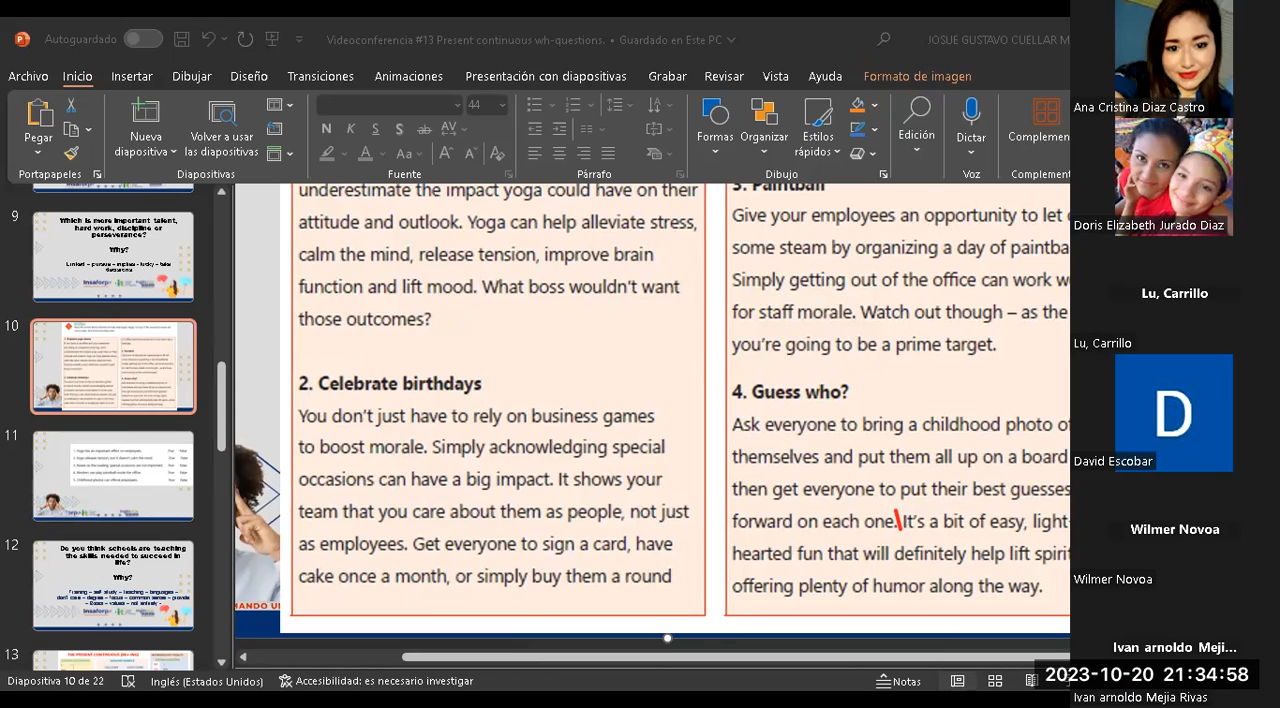 Autoguardado
Videoconferencia #13 Present continuous wh-questions. • Guardado en Este PC
JOSUE GUSTAVO CUELLAR M
Archivo Inicio Insertar Dibujar Diseño Transiciones Animaciones Presentación con diapositivas Grabar Revisar Vista Ayuda Formato de imagen
44
Pegar
Nueva diapositiva
Volver a usar las diapositivas
N K S S ab AV
Aa A A
Formas Organizar Estilos rápidos
Edición
Dictar
Complemen
Portapapeles Diapositivas Fuente Párrafo Dibujo Voz Complement
9
Which is more important talent,
hard work, discipline or
perseverance?
Why?
10
11
12
Do you think schools are teaching
the skills needed to succeed in
life?
Why?
13
underestimate the impact yoga could have on their
attitude and outlook. Yoga can help alleviate stress,
calm the mind, release tension, improve brain
function and lift mood. What boss wouldn't want
those outcomes?
2. Celebrate birthdays
You don't just have to rely on business games
to boost morale. Simply acknowledging special
occasions can have a big impact. It shows your
team that you care about them as people, not just
as employees. Get everyone to sign a card, have
cake once a month, or simply buy them a round
3. Paintball
Give your employees an opportunity to let
some steam by organizing a day of paintba
Simply getting out of the office can work w
for staff morale. Watch out though – as the
you're going to be a prime target.
4. Guess who?
Ask everyone to bring a childhood photo of
themselves and put them all up on a board
then get everyone to put their best guesses
forward on each one. It's a bit of easy, light-
hearted fun that will definitely help lift spiri
offering plenty of humor along the way.
MANDO UN
Diapositiva 10 de 22
Inglés (Estados Unidos)
Accesibilidad: es necesario investigar
Notas
Ana Cristina Diaz Castro
Doris Elizabeth Jurado Diaz
Lu, Carrillo
Lu, Carrillo
D
David Escobar
Wilmer Novoa
Wilmer Novoa
Ivan arnoldo Meji...
2023-10-20 21:34:58
Ivan arnoldo Mejia Rivas